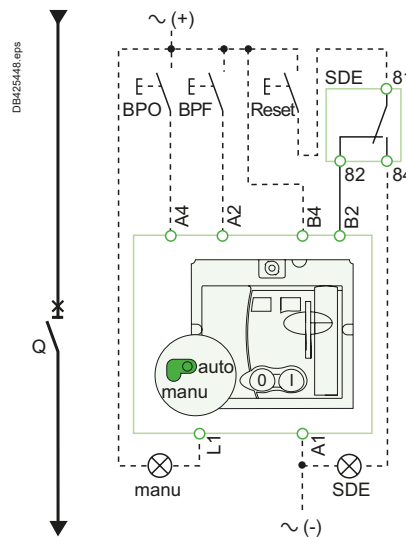 DB425448.eps
~ (+)
BPO
BPF
Reset
SDE
81
82
84
A4
A2
B4
B2
Q
auto
manu
0
I
L1
A1
manu
SDE
~ (-)